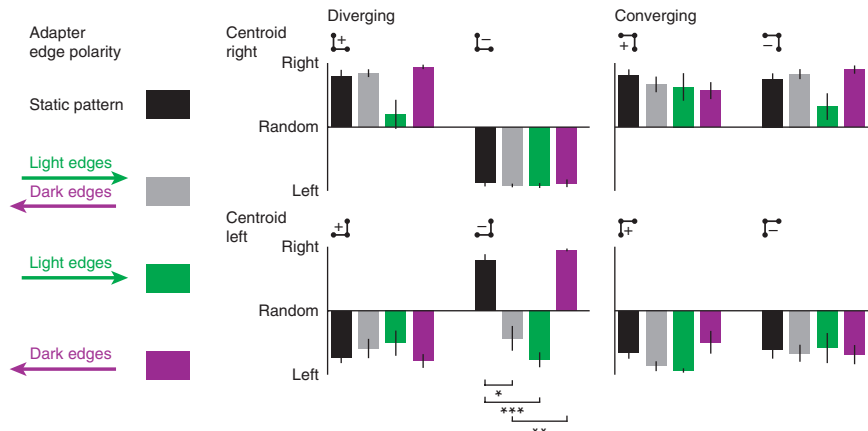 Adapter
edge polarity
Static pattern
Light edges
Dark edges
Light edges
Dark edges
Diverging
Converging
Centroid
right
+
−
+
−
Right
Random
Left
Centroid
left
+
−
+
−
Right
Random
Left
*
***
**